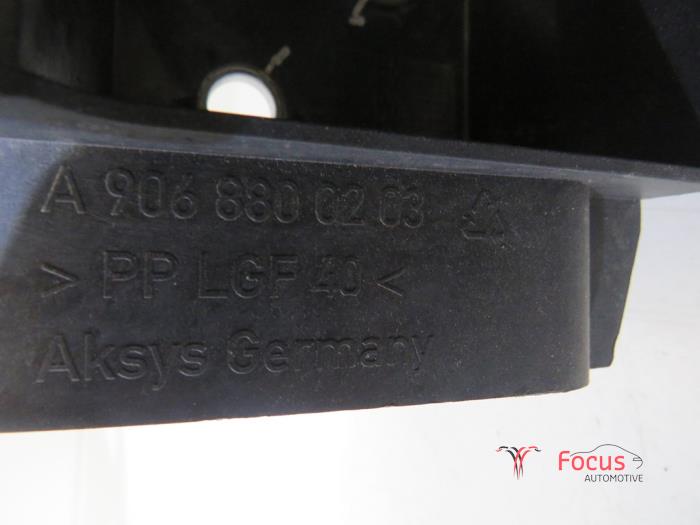 A 906 880 02 03
> PP LGF 40 <
Aksys Germany
Focus
AUTOMOTIVE